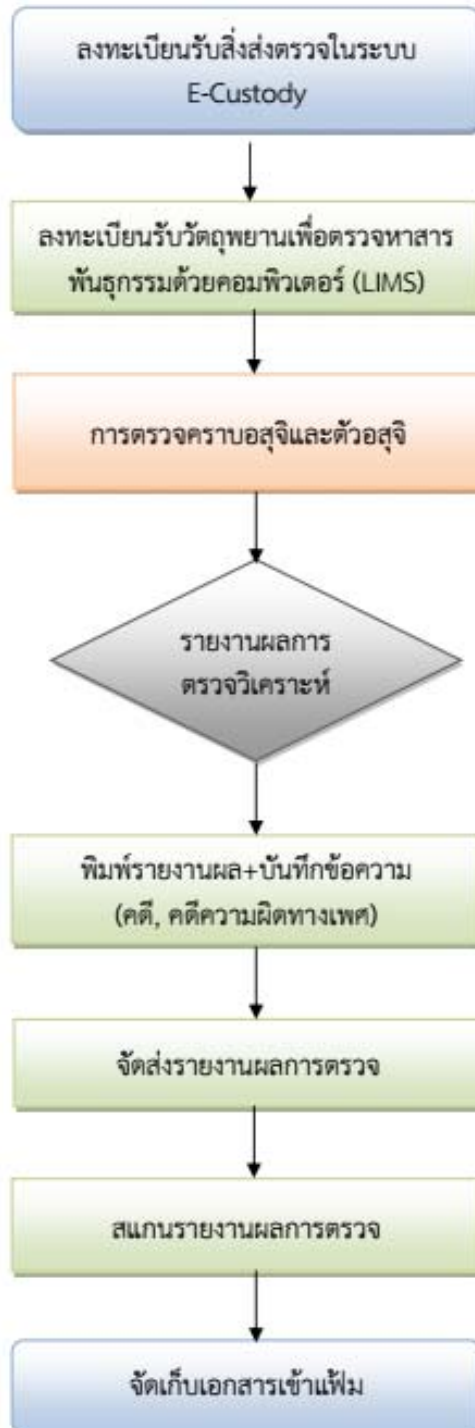 ลงทะเบียนรับสิ่งส่งตรวจในระบบ
E-Custody
ลงทะเบียนรับวัตถุพยานเพื่อตรวจหาสาร
พันธุกรรมด้วยคอมพิวเตอร์ (LIMS)
การตรวจคราบอสุจิและตัวอสุจิ
รายงานผลการ
ตรวจวิเคราะห์
พิมพ์รายงานผล+บันทึกข้อความ
(คดี, คดีความผิดทางเพศ)
จัดส่งรายงานผลการตรวจ
สแกนรายงานผลการตรวจ
จัดเก็บเอกสารเข้าแฟ้ม